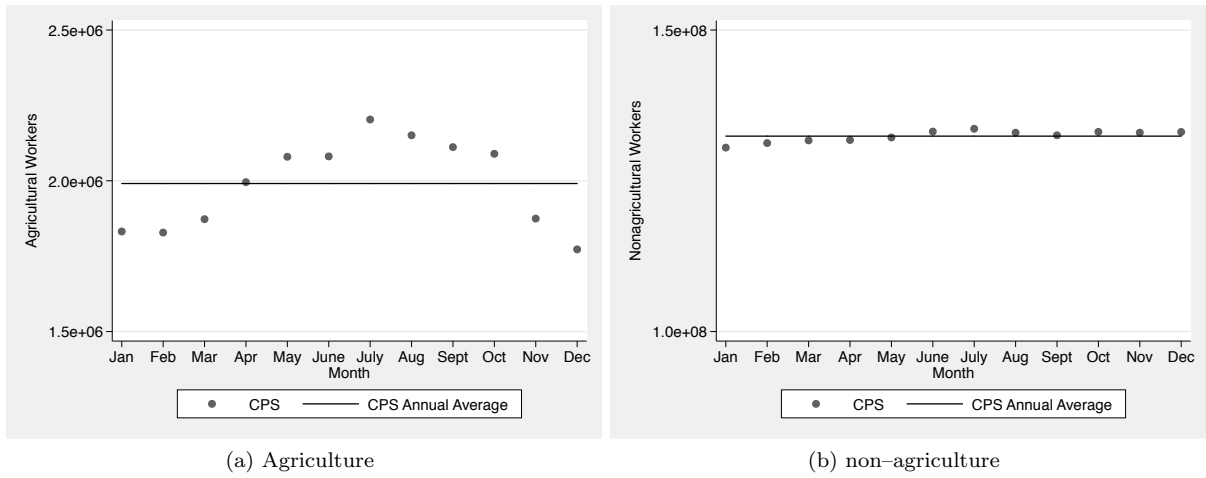 2.5e+06
2.0e+06
1.5e+06
Agricultural Workers
Jan Feb Mar Apr May June July Aug Sept Oct Nov Dec
Month
CPS CPS Annual Average
(a) Agriculture
1.5e+08
1.0e+08
Nonagricultural Workers
Jan Feb Mar Apr May June July Aug Sept Oct Nov Dec
Month
CPS CPS Annual Average
(b) non–agriculture